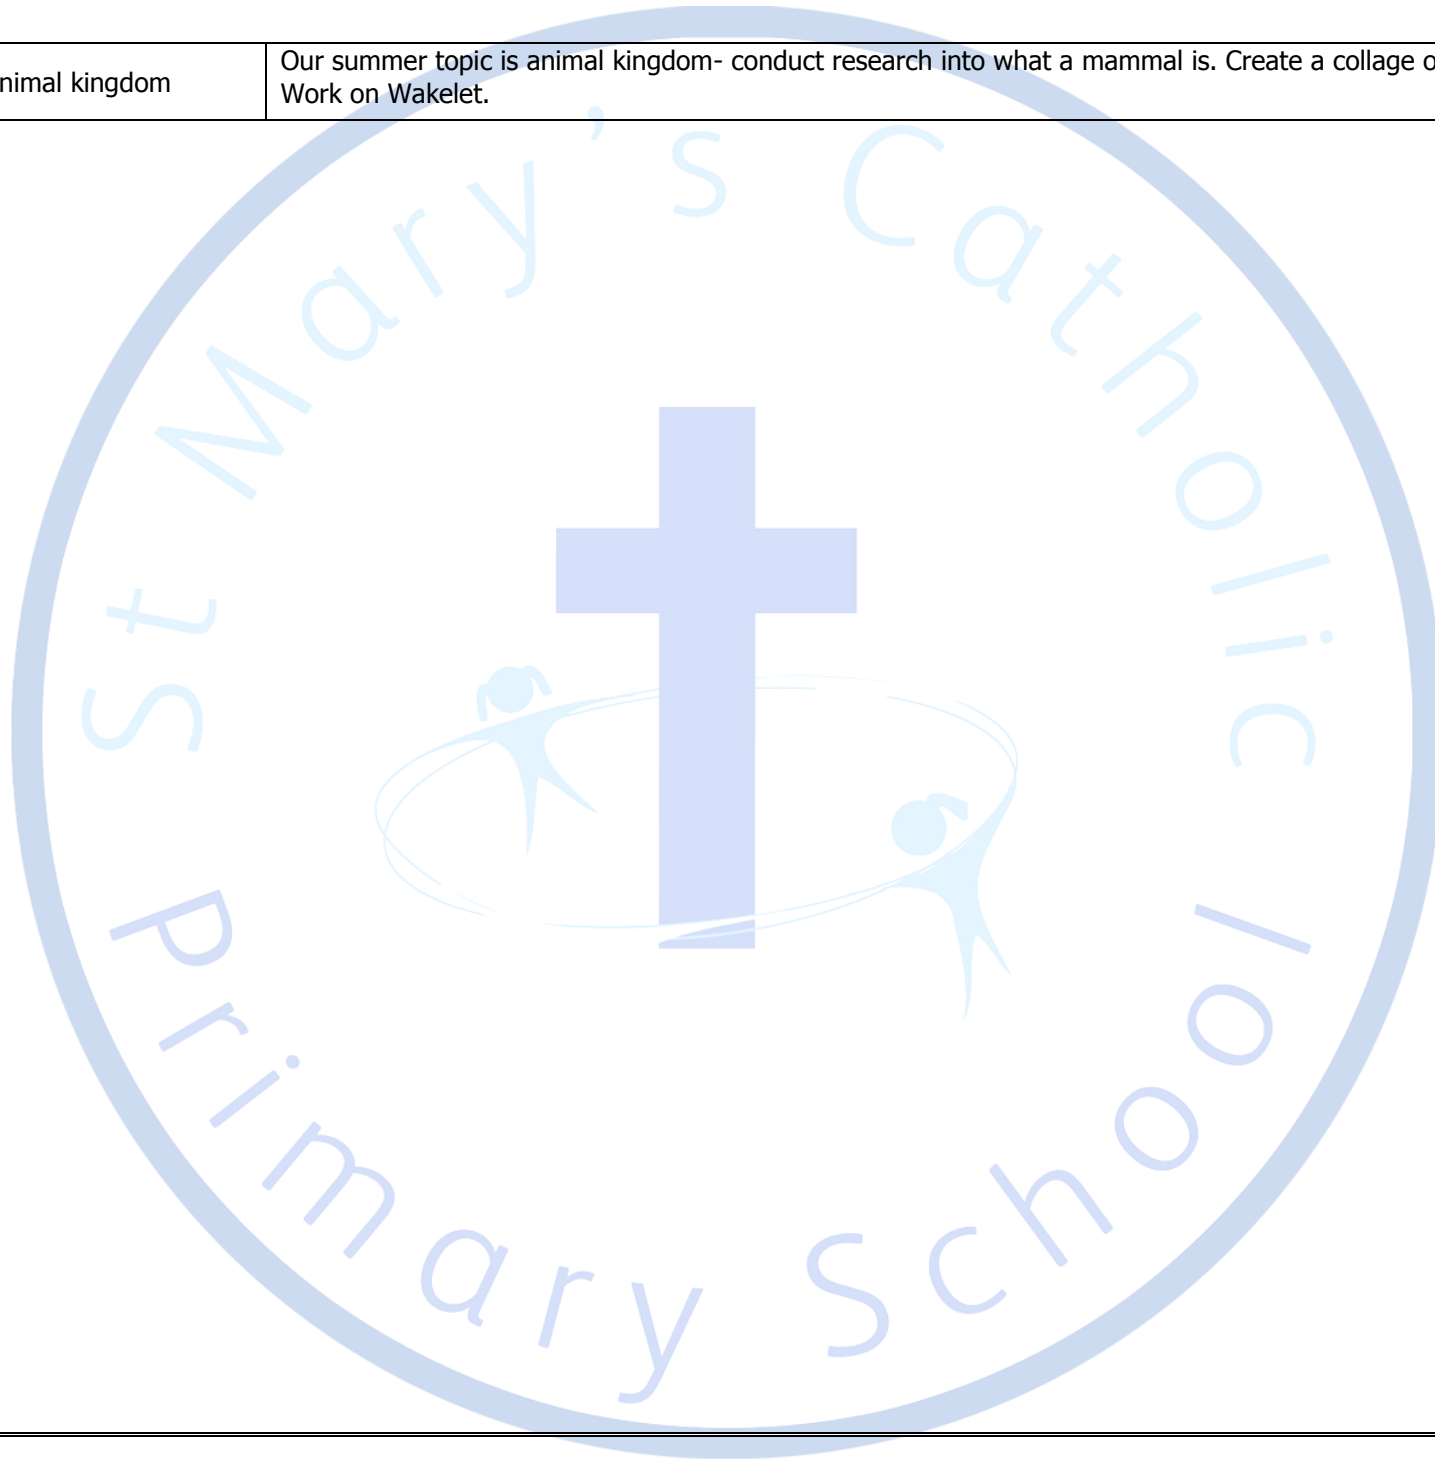 nimal kingdom
Our summer topic is animal kingdom- conduct research into what a mammal is. Create a collage o
Work on Wakelet.
St Mary's Catholic
Primary School